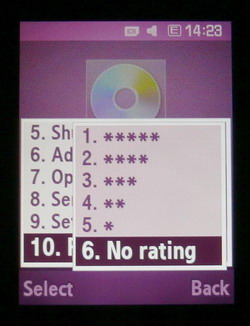 E 14:23
5. Sh
6. Ad
7. Op
8. Se
9. Se
10.
1. *****
2. ****
3. ***
4. **
5. *
6. No rating
Select
Back